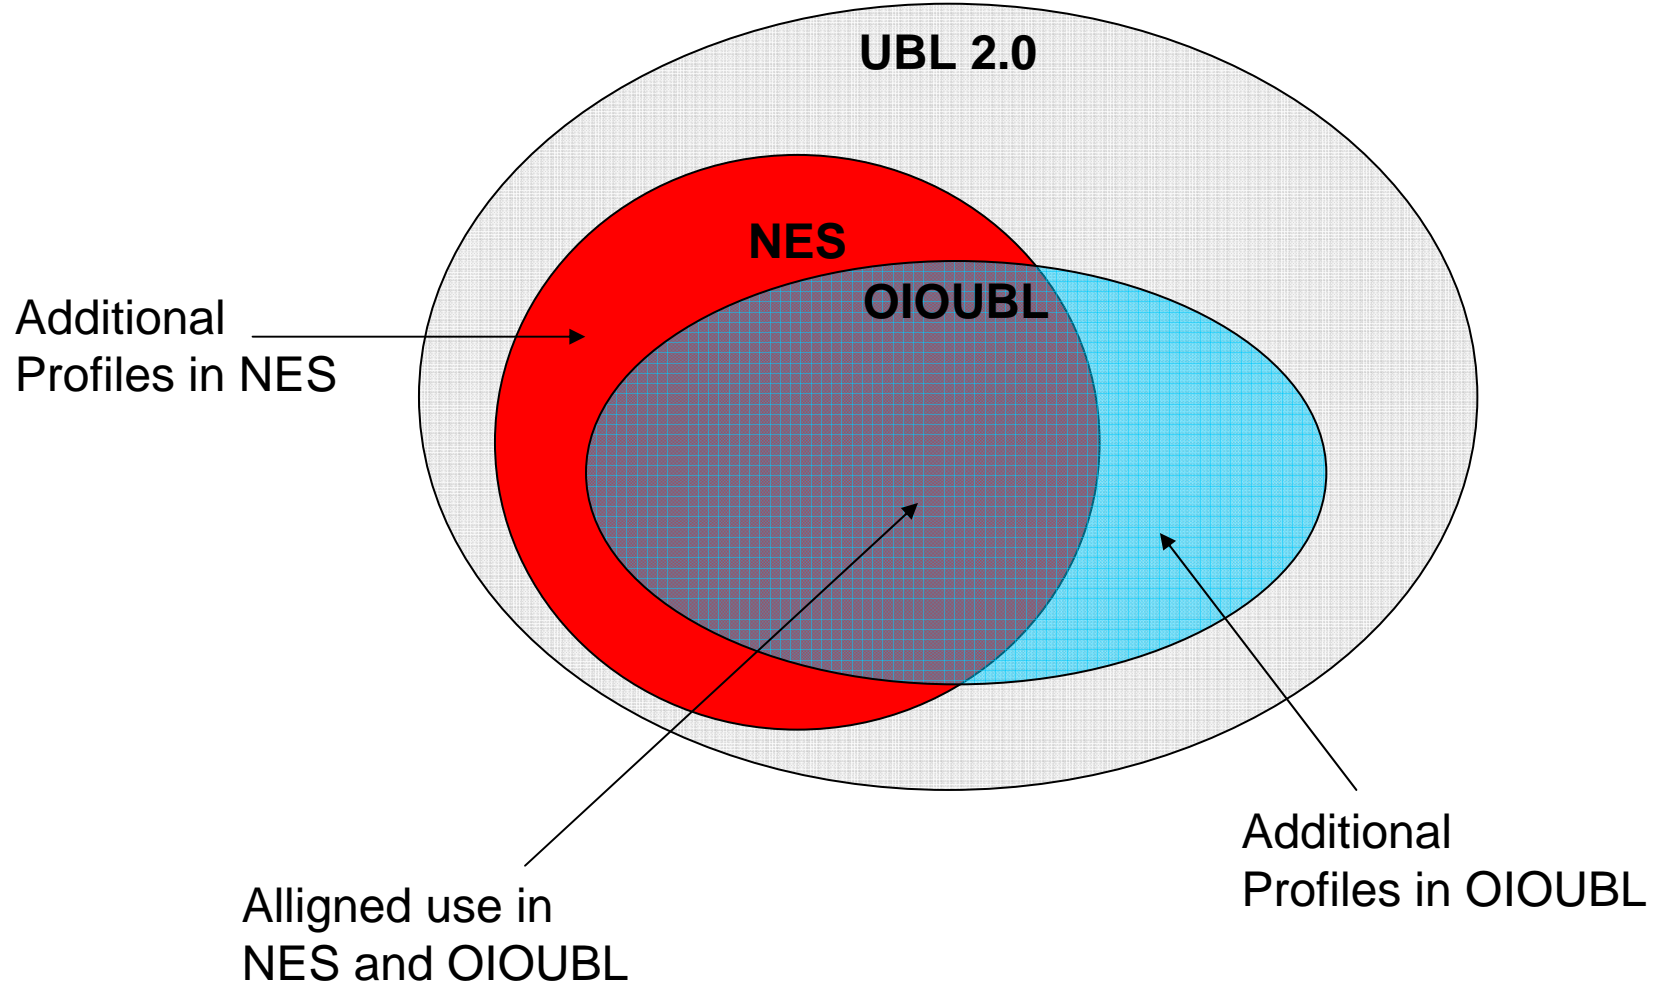 UBL 2.0
NES
OIOUBL
Additional
Profiles in NES
Additional
Profiles in OIOUBL
Alligned use in
NES and OIOUBL